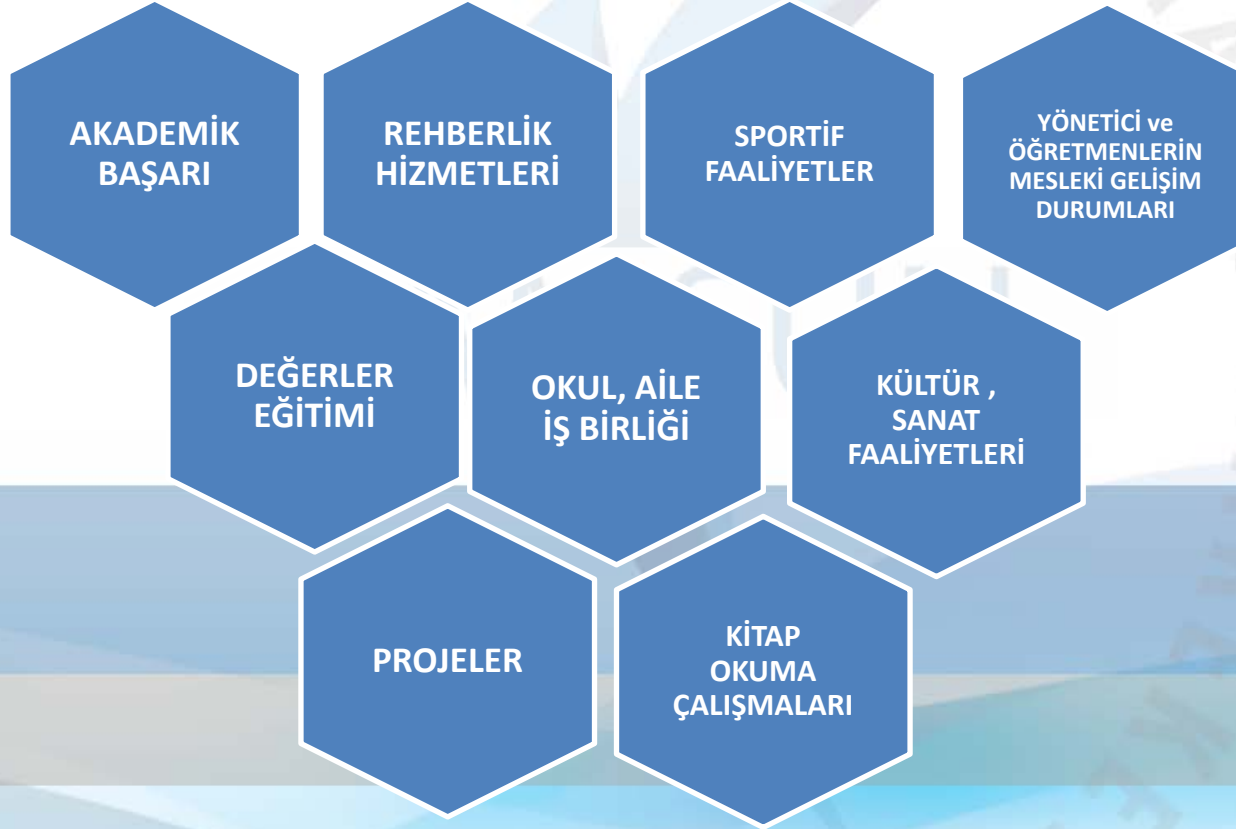 AKADEMİK
BAŞARI
REHBERLİK
HİZMETLERİ
SPORTİF
FAALİYETLER
YÖNETİCİ ve
ÖĞRETMENLERİN
MESLEKİ GELİŞİM
DURUMLARI
DEĞERLER
EĞİTİMİ
OKUL, AİLE
İŞ BİRLİĞİ
KÜLTÜR ,
SANAT
FAALİYETLERİ
PROJELER
KİTAP
OKUMA
ÇALIŞMALARI